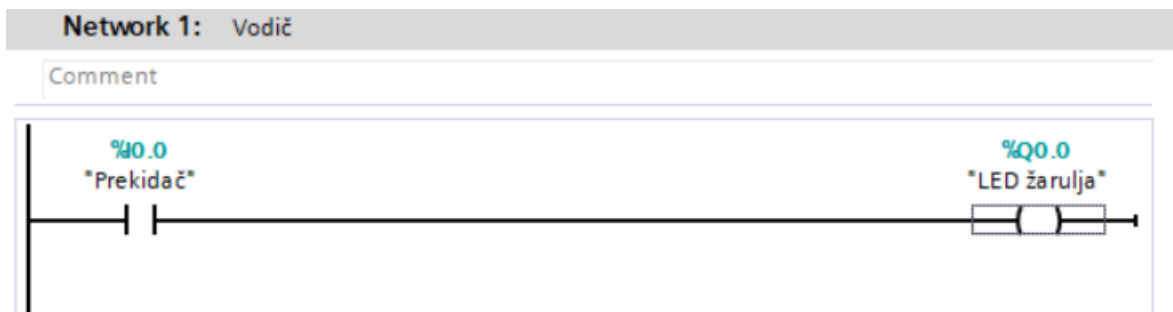 Network 1: Vodič
Comment
%I0.0 %Q0.0
"Prekidač" "LED žarulja"